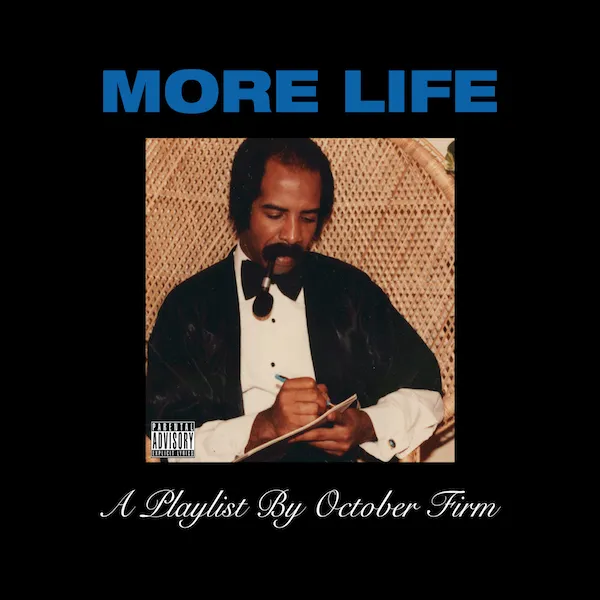 MORE LIFE
PARENTAL
ADVISORY
EXPLICIT LYRICS
A Playlist By October Firm